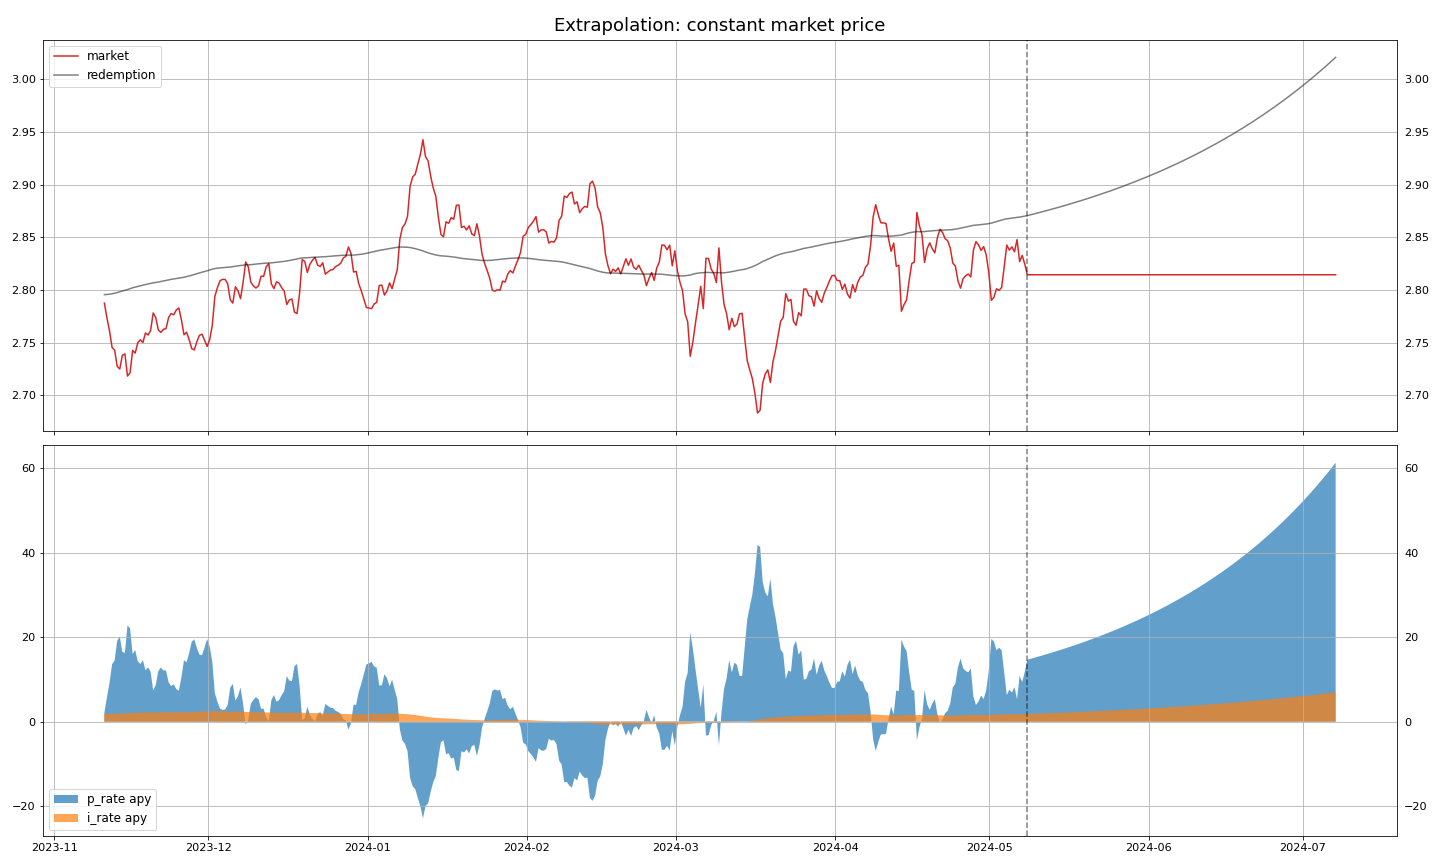 Extrapolation: constant market price
market
redemption
3.00 3.00
2.95 2.95
2.90 2.90
2.85 2.85
2.80 2.80
2.75 2.75
2.70 2.70
60 60
40 40
20 20
0 0
−20 −20
p_rate apy
i_rate apy
2023-11 2023-12 2024-01 2024-02 2024-03 2024-04 2024-05 2024-06 2024-07